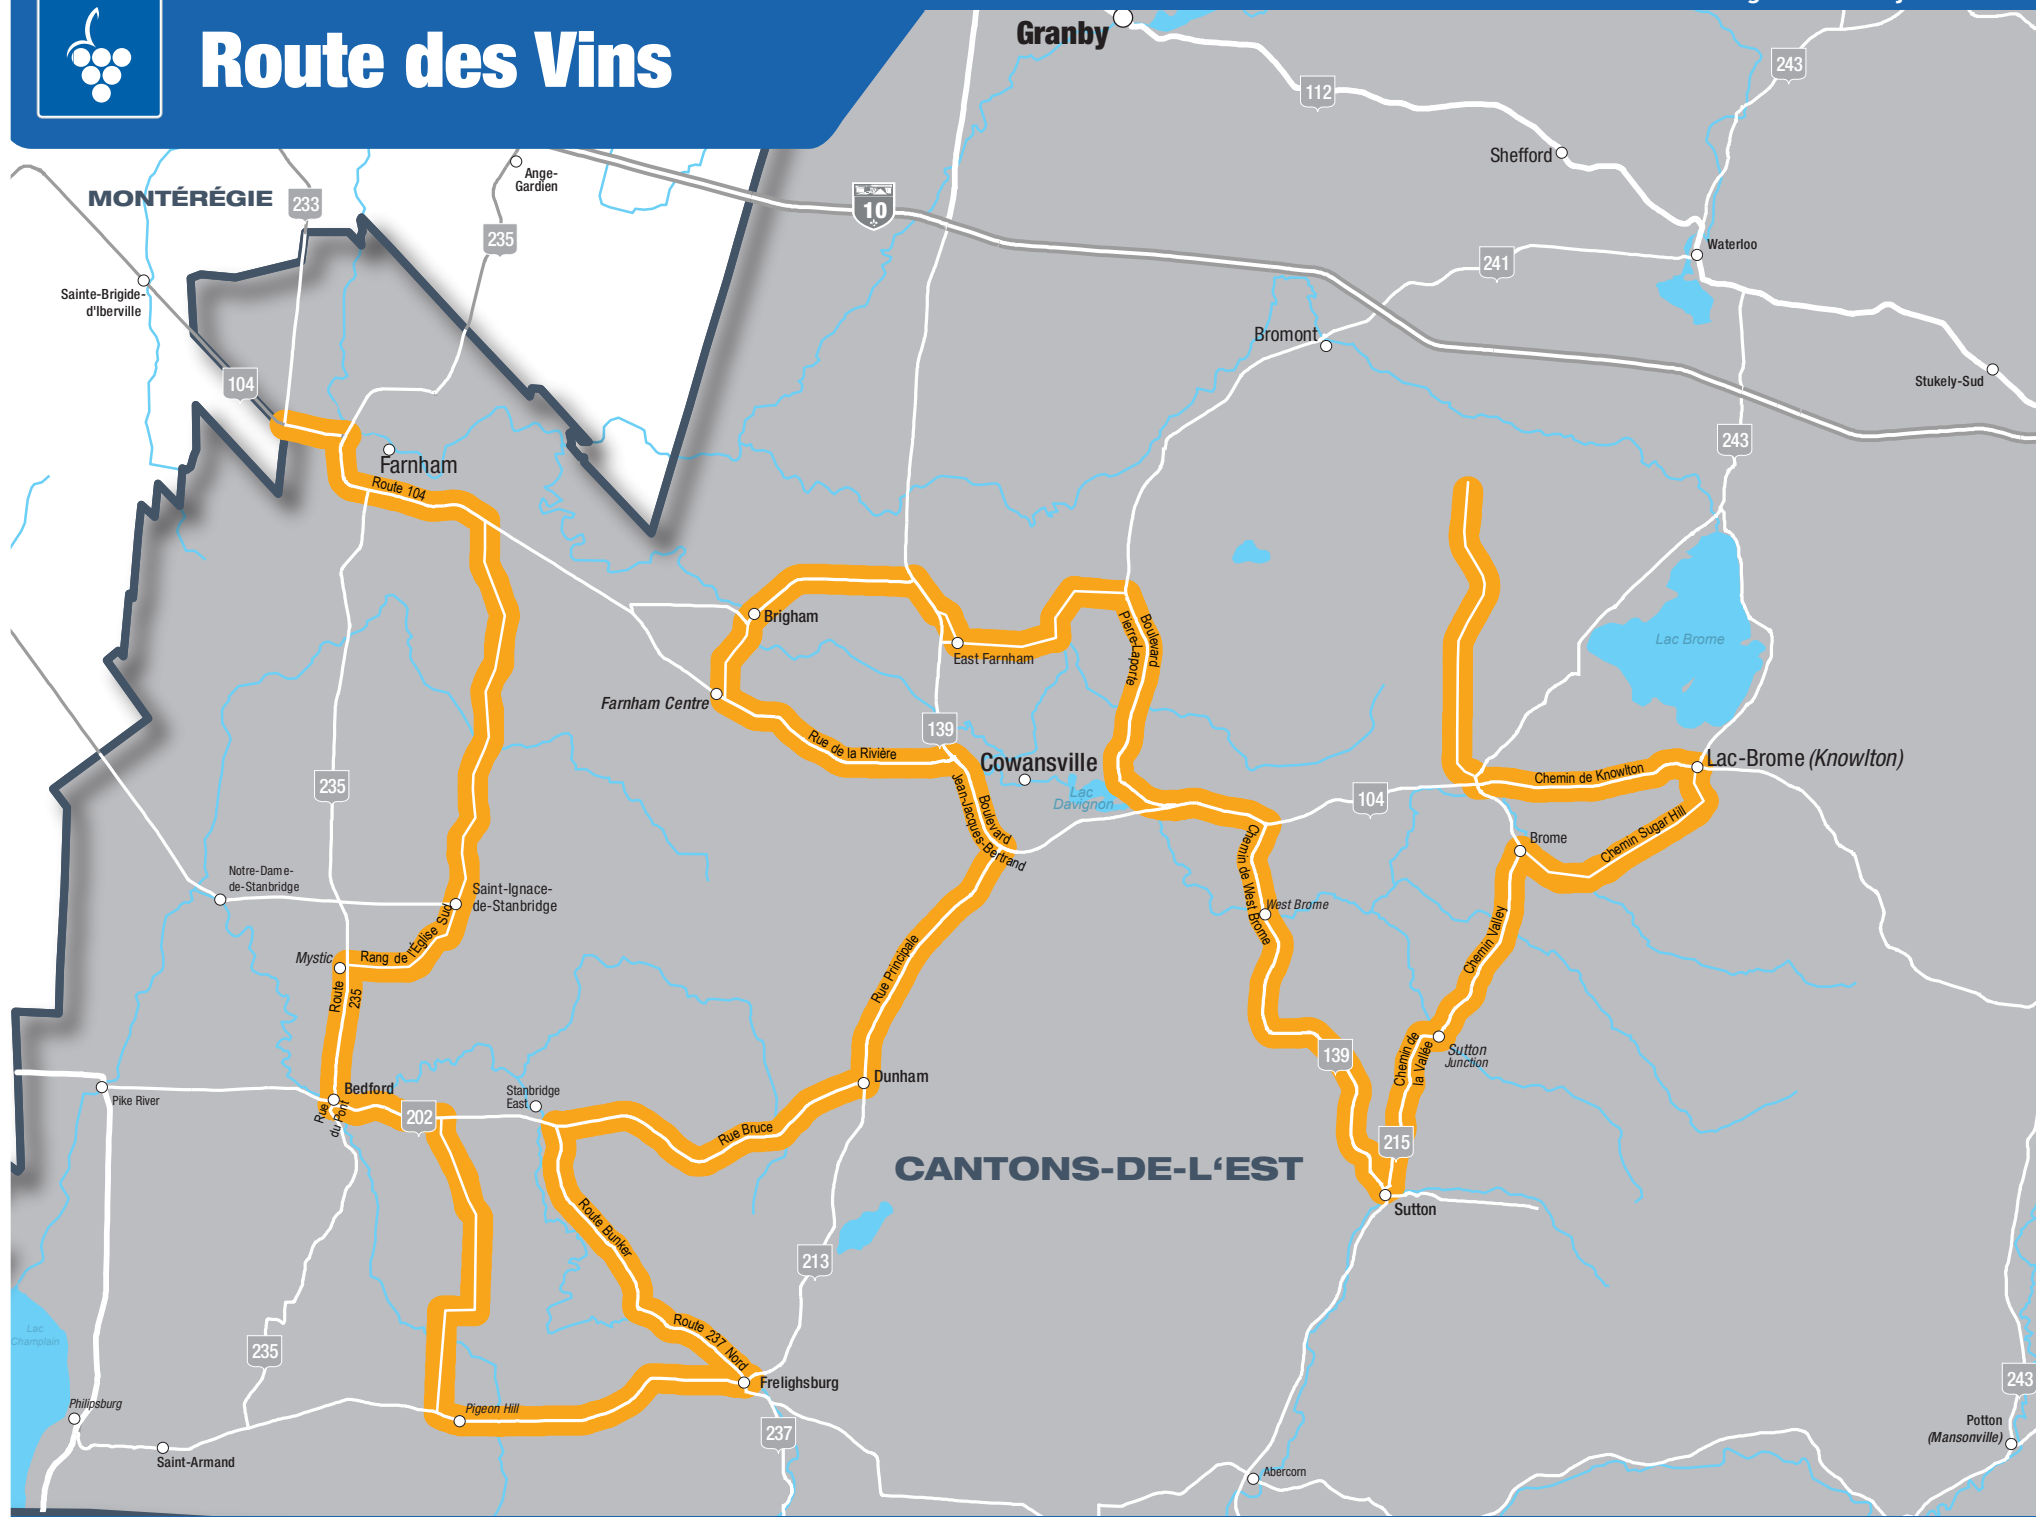 Route des Vins
Granby
112
243
Shefford
MONTÉRÉGIE
233
Ange-
Gardien
235
10
Waterloo
241
Sainte-Brigide-
d'Iberville
Bromont
104
Stukely-Sud
243
Farnham
Route 104
Brigham
East Farnham
Boulevard
Pierre-Laporte
Lac Brome
Farnham Centre
139
Rue de la Rivière
Cowansville
Lac
Davignon
Boulevard
Jean-Jacques-Bertrand
104
Chemin de Knowlton
Lac-Brome (Knowlton)
235
Chemin Sugar Hill
Brome
Chemin de West Brome
West Brome
Notre-Dame-
de-Stanbridge
Saint-Ignace-
de-Stanbridge
Rang de l'Église Sud
Mystic
Route
235
Rue Principale
Chemin Valley
Sutton
Junction
Chemin de
la Vallée
139
Pike River
Bedford
Rue
du Pont
202
Stanbridge
East
Dunham
Rue Bruce
215
CANTONS-DE-L'EST
Sutton
Route Bunker
213
Lac
Champlain
235
Route 237 Nord
Frelighsburg
243
Philipsburg
Pigeon Hill
237
Potton
(Mansonville)
Saint-Armand
Abercorn